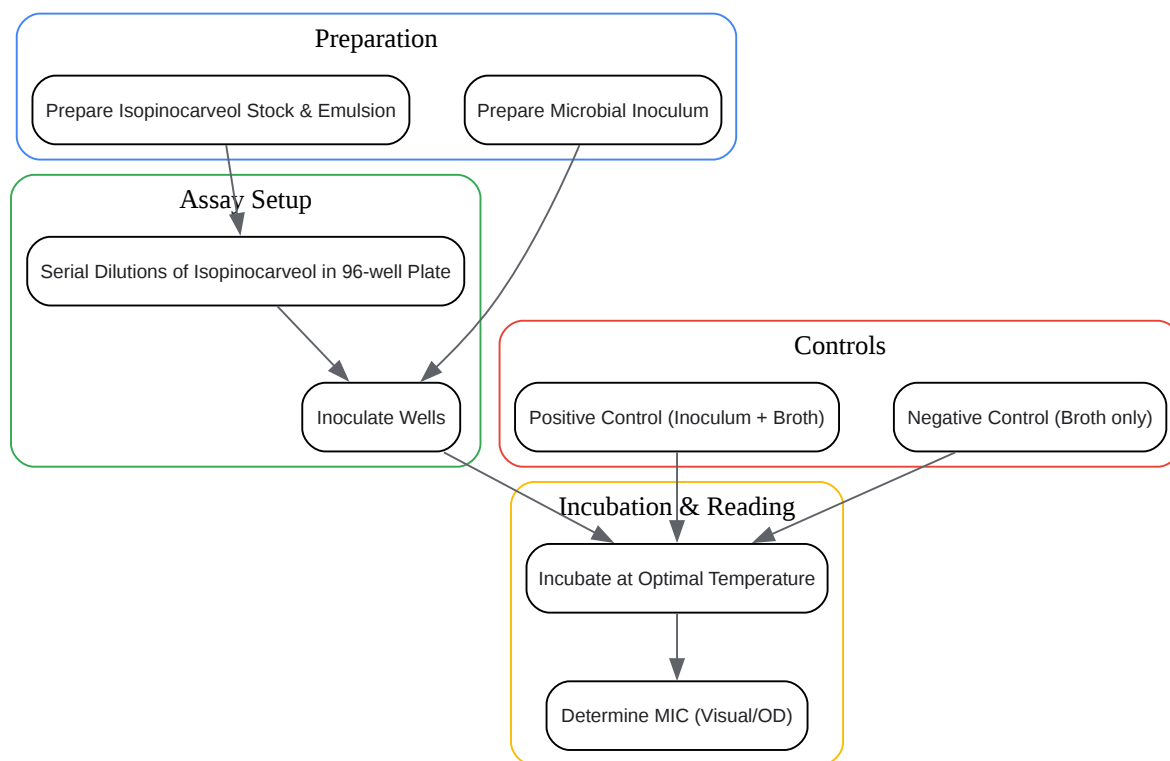 Preparation
Prepare Isopinocarveol Stock & Emulsion
Prepare Microbial Inoculum
Assay Setup
Serial Dilutions of Isopinocarveol in 96-well Plate
Inoculate Wells
Controls
Positive Control (Inoculum + Broth)
Negative Control (Broth only)
Incubation & Reading
Incubate at Optimal Temperature
Determine MIC (Visual/OD)